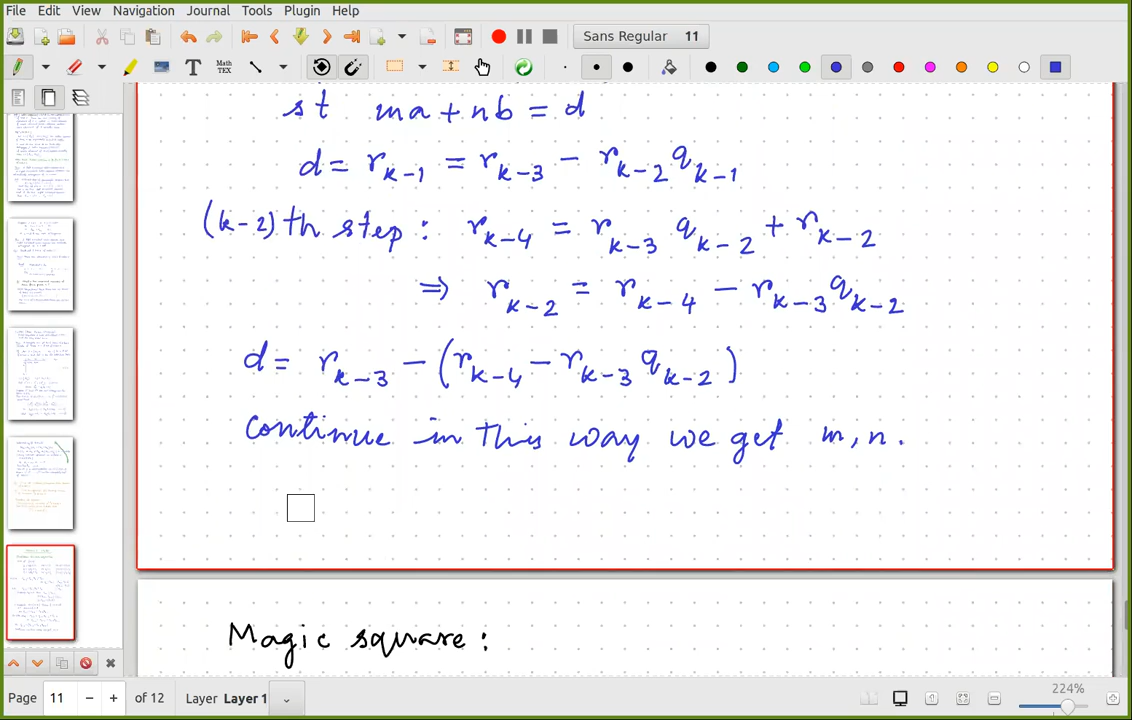 File Edit View Journal Tools Plugin Help
Sans Regular 11
T Math TEX
st ma + nb = d
d = r_{k-1} = r_{k-3} - r_{k-2} q_{k-1}
(k-2)th step : r_{k-4} = r_{k-3} q_{k-2} + r_{k-2}
⇒ r_{k-2} = r_{k-4} - r_{k-3} q_{k-2}
d = r_{k-3} - (r_{k-4} - r_{k-3} q_{k-2})
Continue in this way we get m, n.
Magic square :
Page 11 of 12 Layer Layer 1 224%